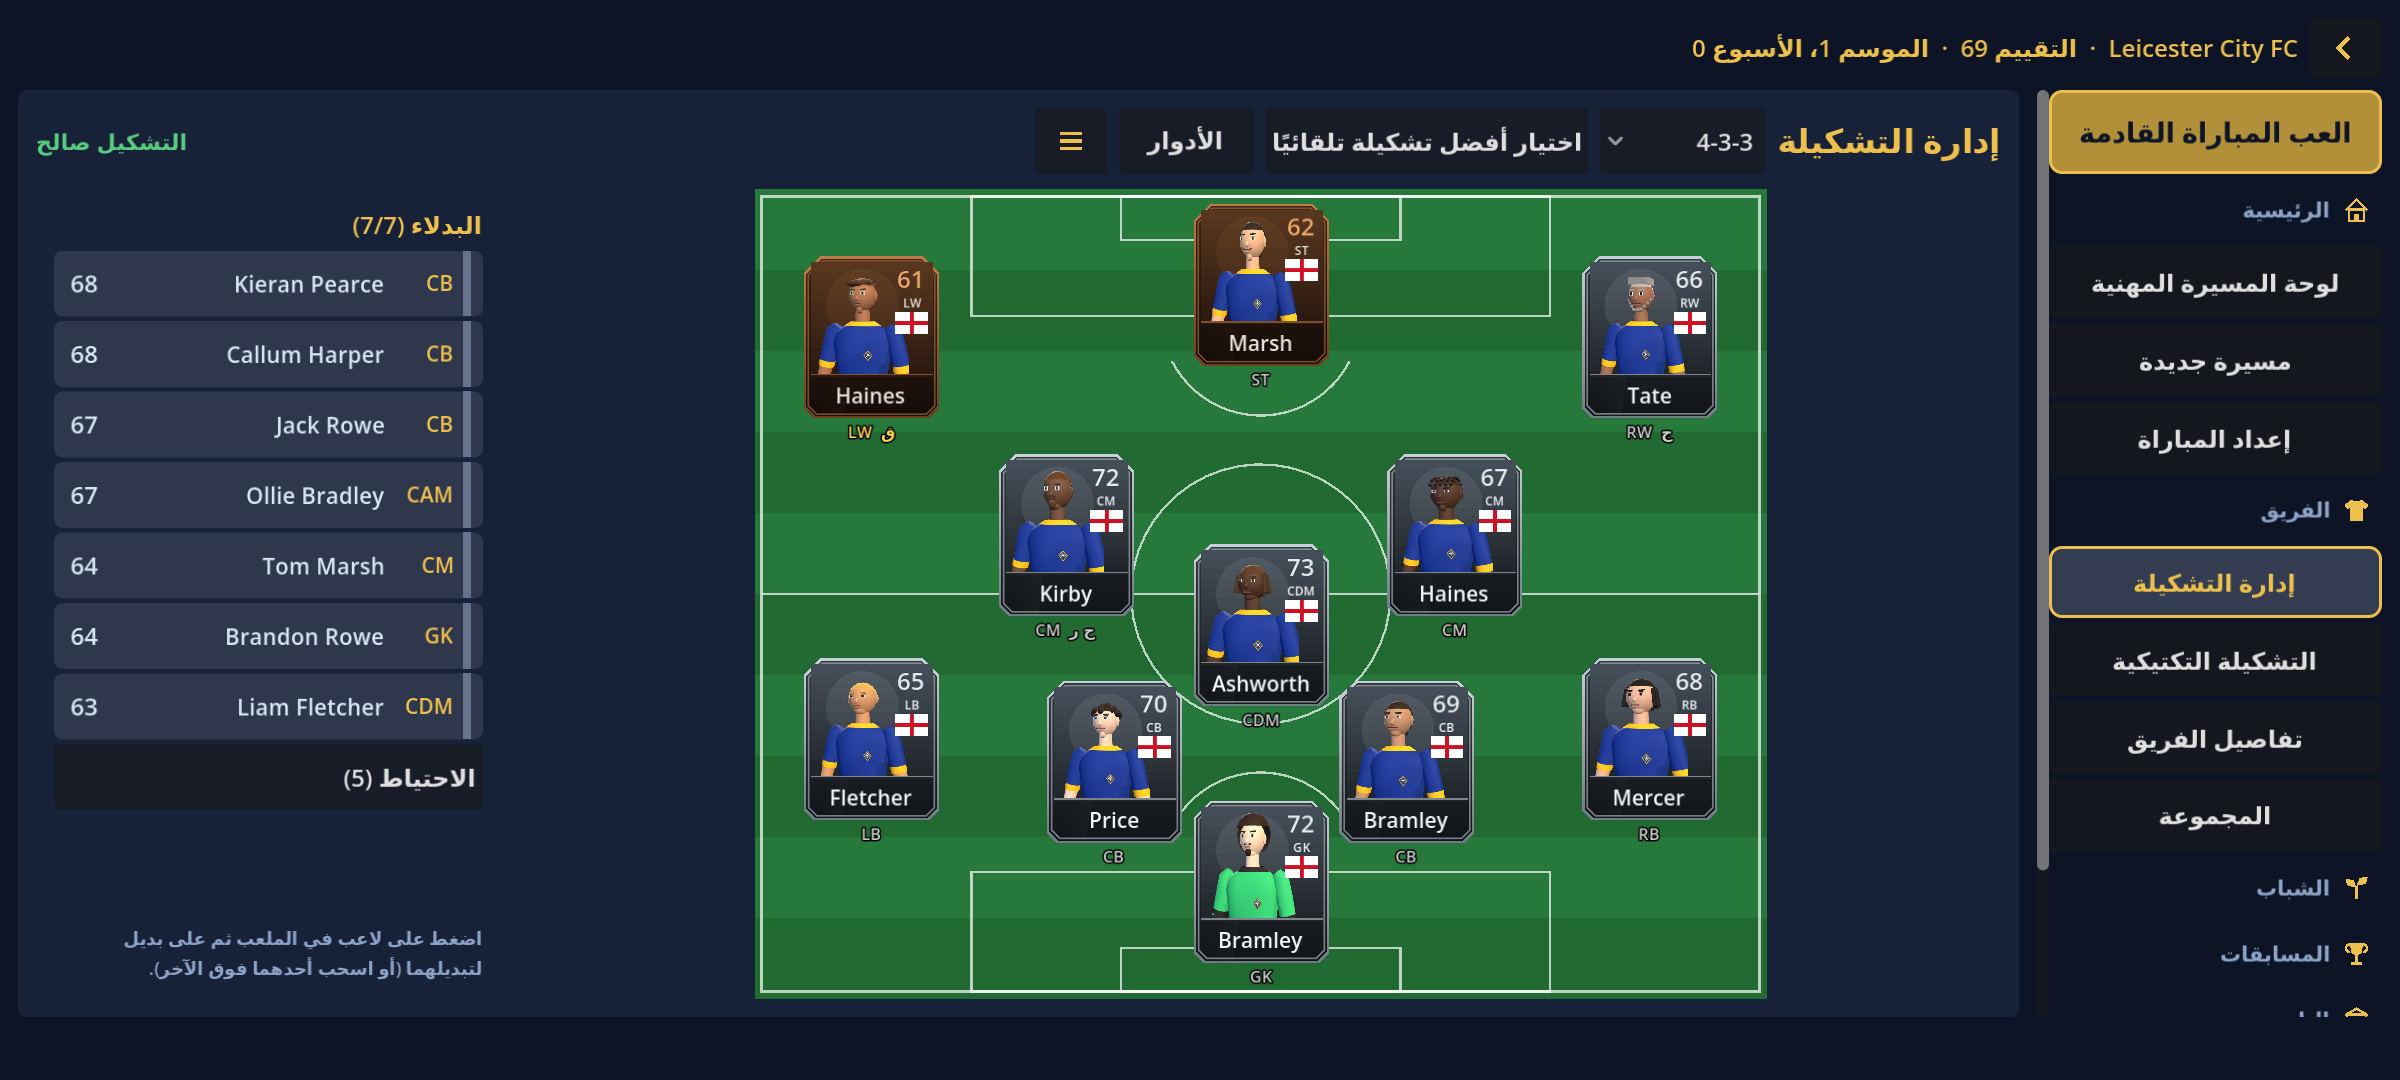 Leicester City FC · التقييم 69 · الموسم 1، الأسبوع 0
العب المباراة القادمة
الرئيسية
لوحة المسيرة المهنية
مسيرة جديدة
إعداد المباراة
الفريق
إدارة التشكيلة
التشكيلة التكتيكية
تفاصيل الفريق
المجموعة
الشباب
المسابقات
إدارة التشكيلة
4-3-3
اختيار أفضل تشكيلة تلقائيًا
الأدوار
التشكيل صالح
62
ST
Marsh
ST
66
RW
Tate
RW ح
61
LW
Haines
LW ق
67
CM
Haines
CM
72
CM
Kirby
CM ح ر
73
CDM
Ashworth
CDM
68
RB
Mercer
RB
69
CB
Bramley
CB
70
CB
Price
CB
65
LB
Fletcher
LB
72
GK
Bramley
GK
البدلاء (7/7)
CB Kieran Pearce 68
CB Callum Harper 68
CB Jack Rowe 67
CAM Ollie Bradley 67
CM Tom Marsh 64
GK Brandon Rowe 64
CDM Liam Fletcher 63
الاحتياط (5)
اضغط على لاعب في الملعب ثم على بديل
لتبديلهما (أو اسحب أحدهما فوق الآخر).